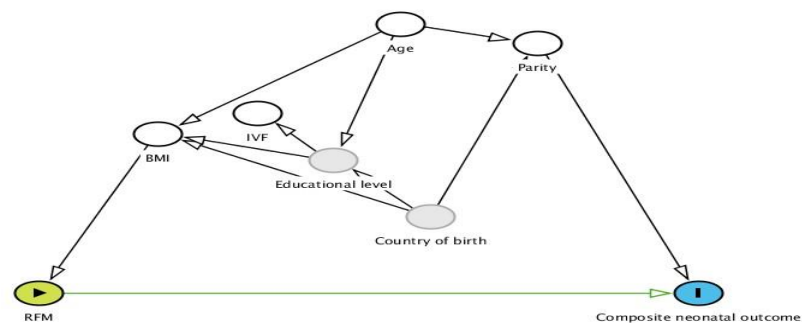 Age
Parity
IVF
BMI
Educational level
Country of birth
RFM
Composite neonatal outcome